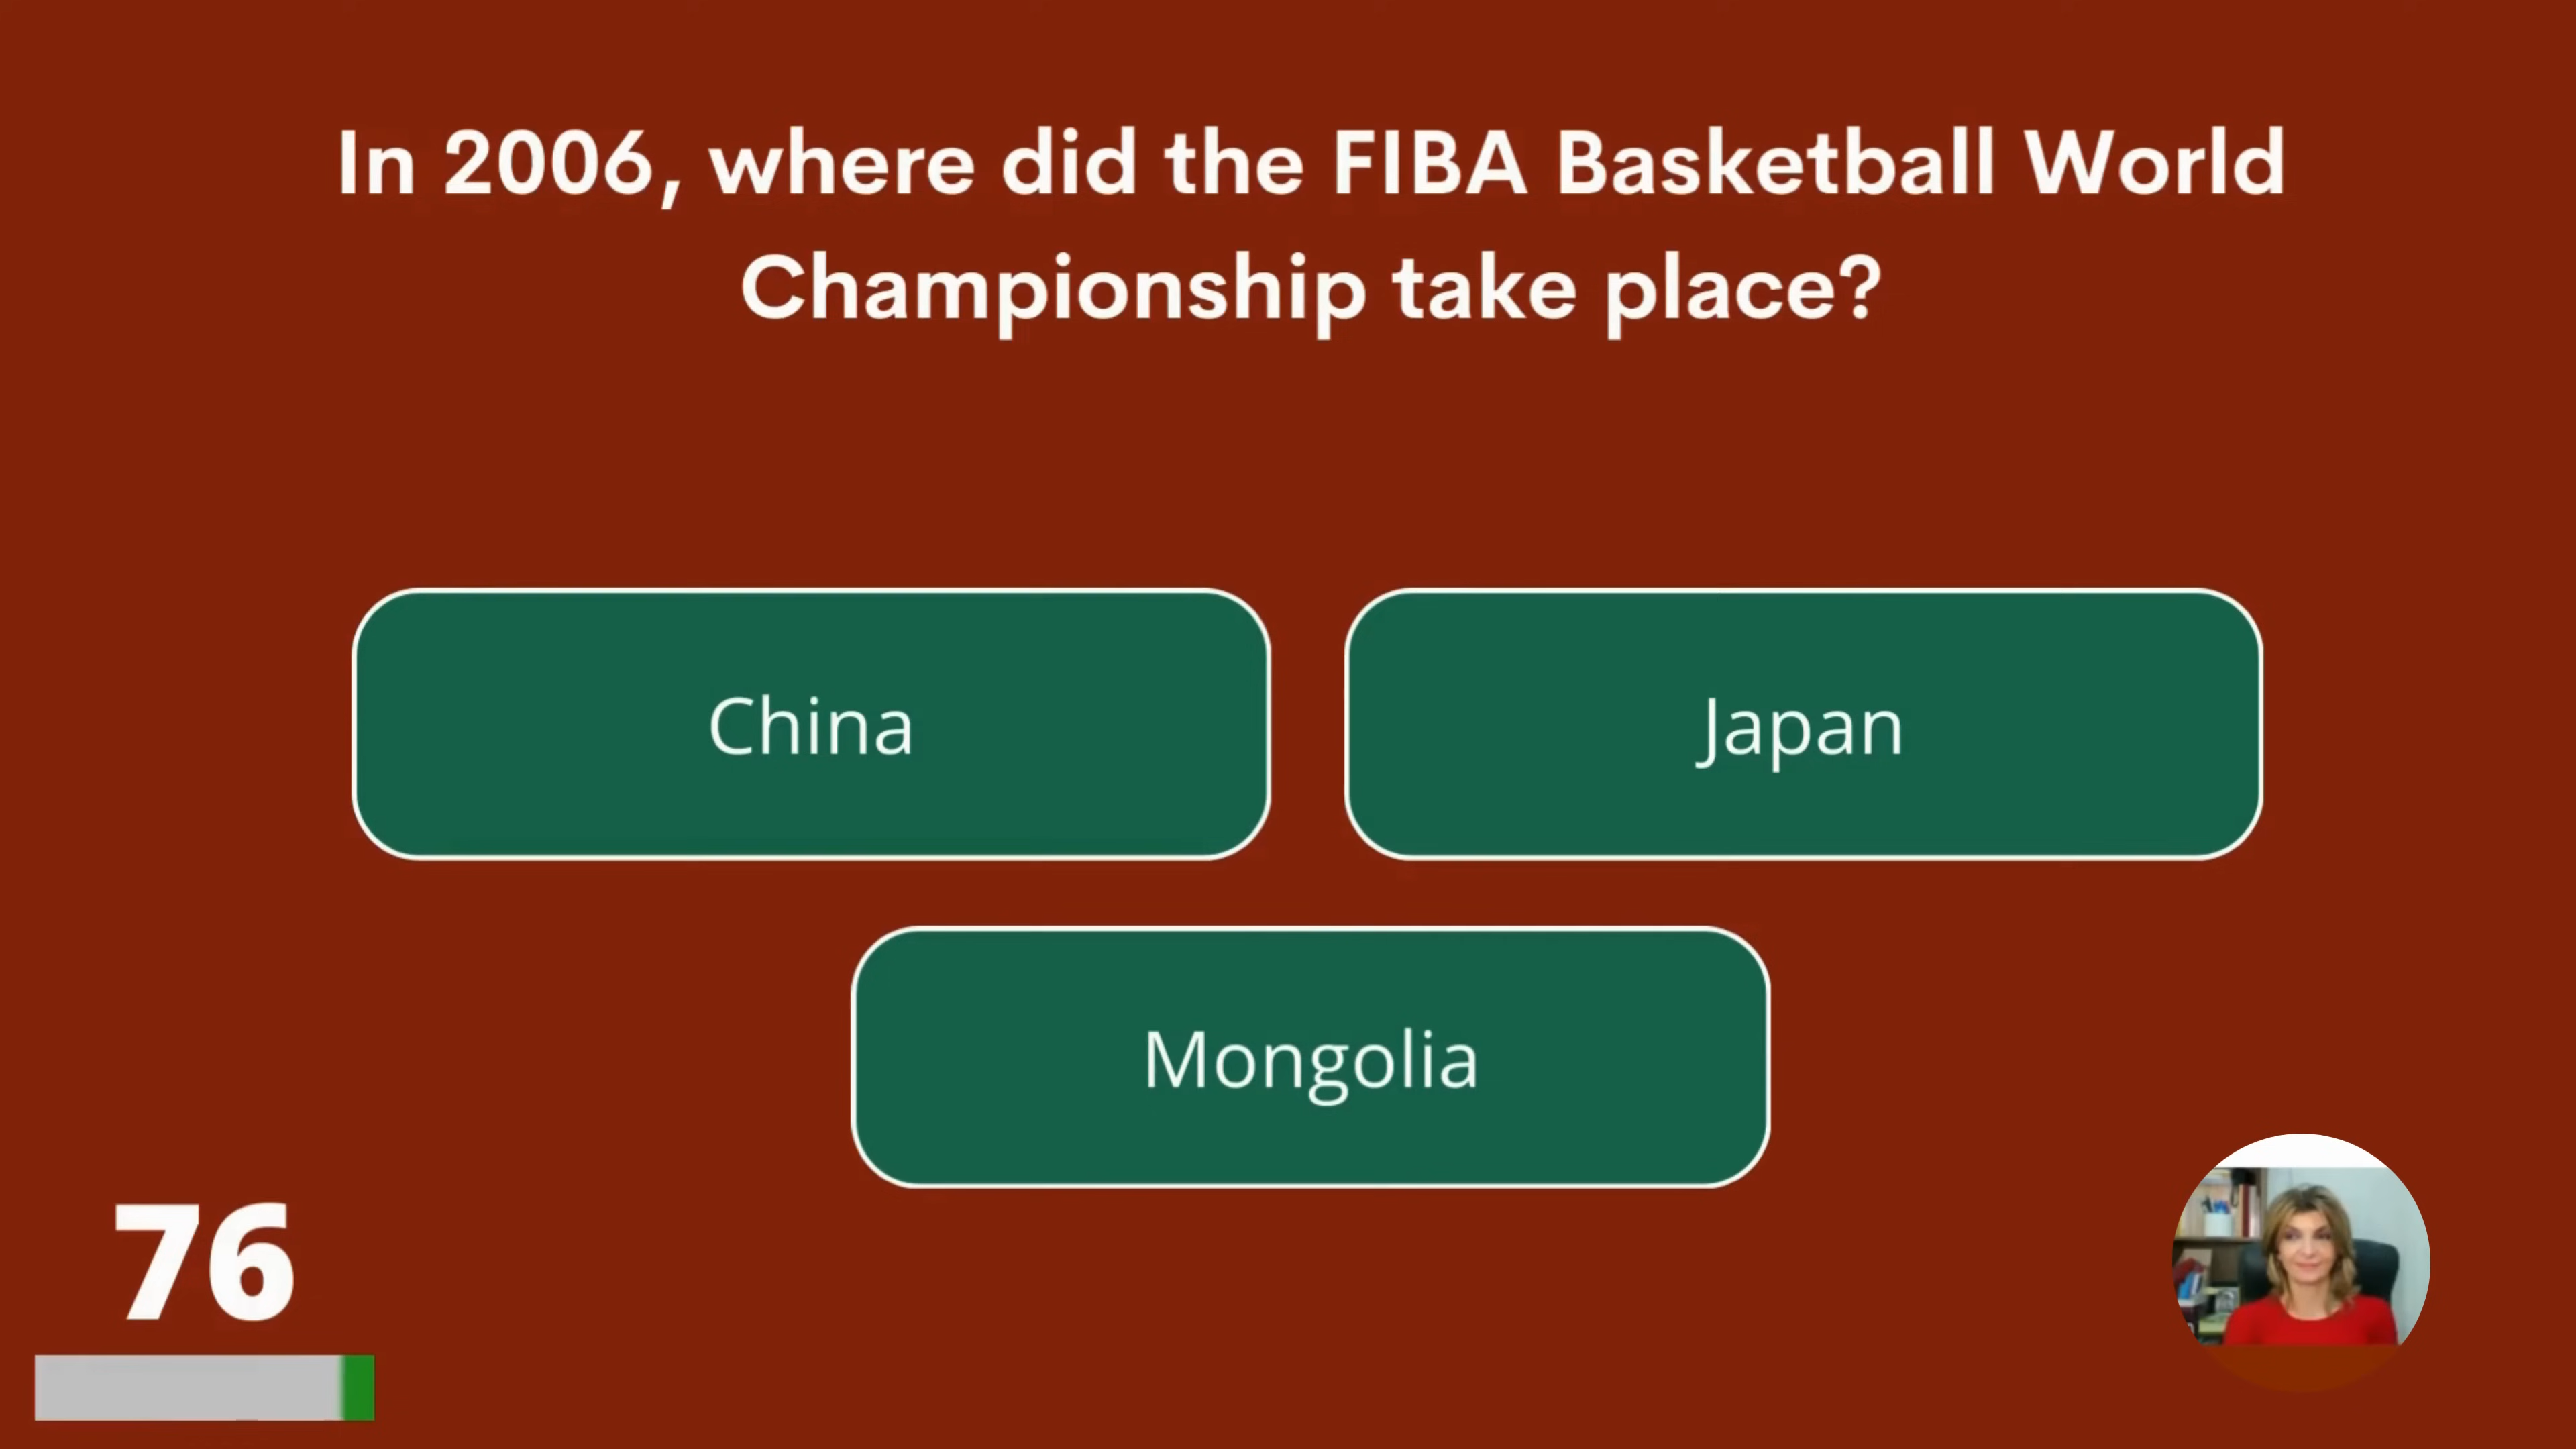 In 2006, where did the FIBA Basketball World
Championship take place?
China
Japan
Mongolia
76